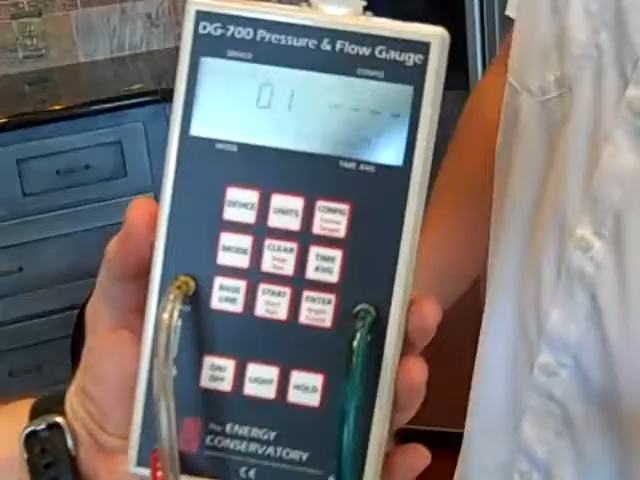 DG-700 Pressure & Flow Gauge
DEVICE CONFIG
01 ----
MODE TIME AVG
DEVICE UNITS CONFIG
MODE CLEAR TIME AVG
BASE LINE START ENTER
ON/OFF LIGHT HOLD
The ENERGY
CONSERVATORY
CE